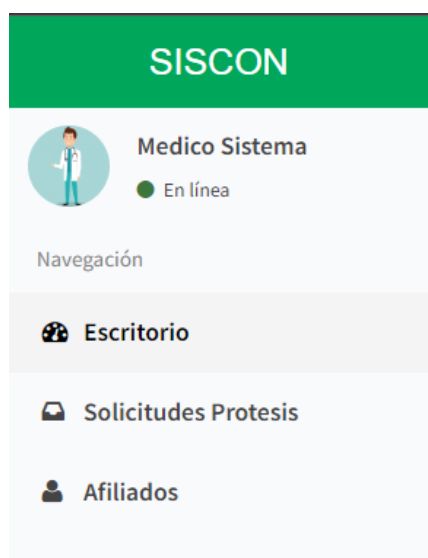 SISCON
Medico Sistema
En línea
Navegación
Escritorio
Solicitudes Protesis
Afiliados